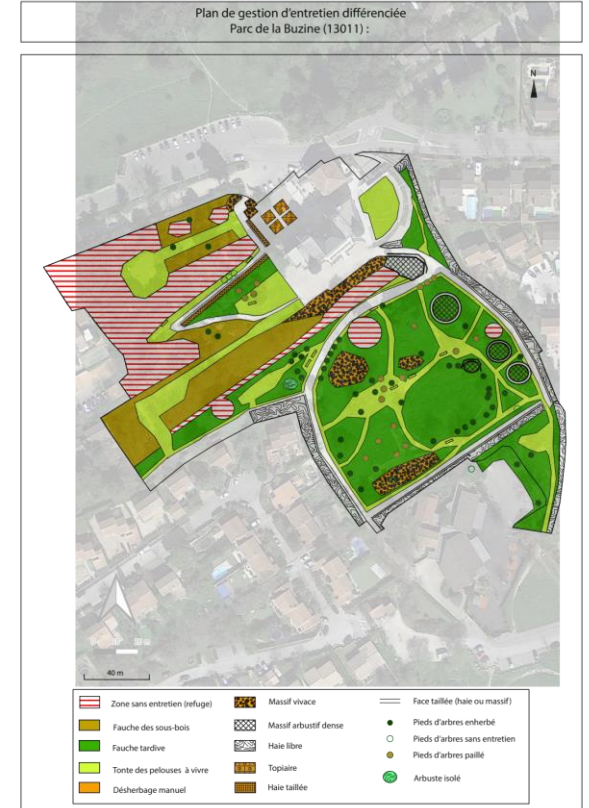 Plan de gestion d'entretien différenciée
Parc de la Buzine (13011) :
N
40 m
Zone sans entretien (refuge)
Fauche des sous-bois
Fauche tardive
Tonte des pelouses à vivre
Désherbage manuel
Massif vivace
Massif arbustif dense
Haie libre
Topiaire
Haie taillée
Face taillée (haie ou massif)
Pieds d'arbres enherbé
Pieds d'arbres sans entretien
Pieds d'arbres paillé
Arbuste isolé